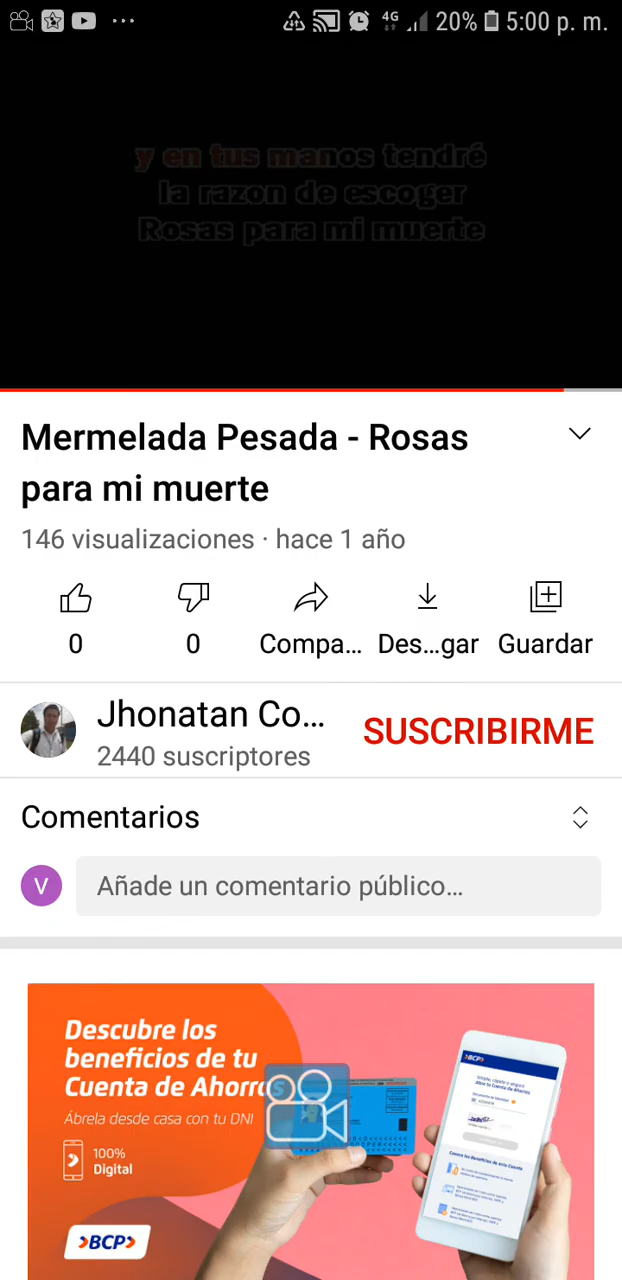 4G 20% 5:00 p. m.
y en tus manos tendré
la razon de escoger
Rosas para mi muerte
Mermelada Pesada - Rosas
para mi muerte
146 visualizaciones · hace 1 año
0 0 Compa... Des...gar Guardar
Jhonatan Co...
SUSCRIBIRME
2440 suscriptores
Comentarios
V
Añade un comentario público...
Descubre los
beneficios de tu
Cuenta de Ahorros
Ábrela desde casa con tu DNI
100%
Digital
BCP
BCP